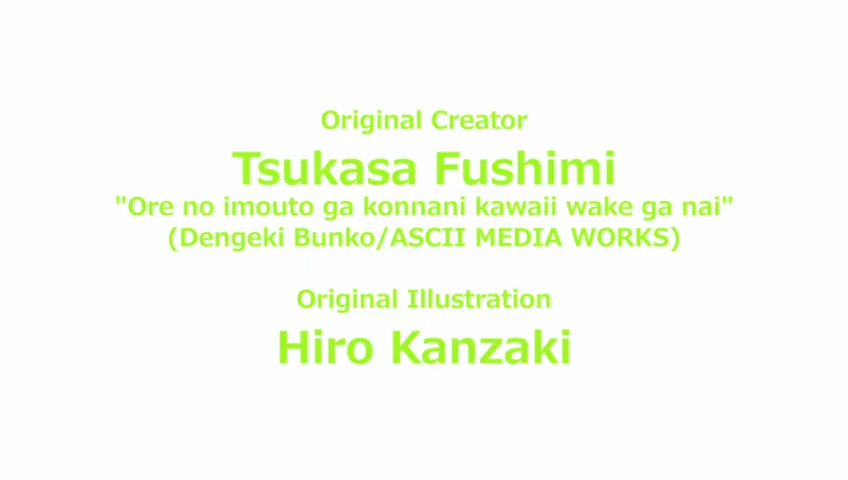 Original Creator
Tsukasa Fushimi
"Ore no imouto ga konnani kawaii wake ga nai"
(Dengeki Bunko/ASCII MEDIA WORKS)
Original Illustration
Hiro Kanzaki